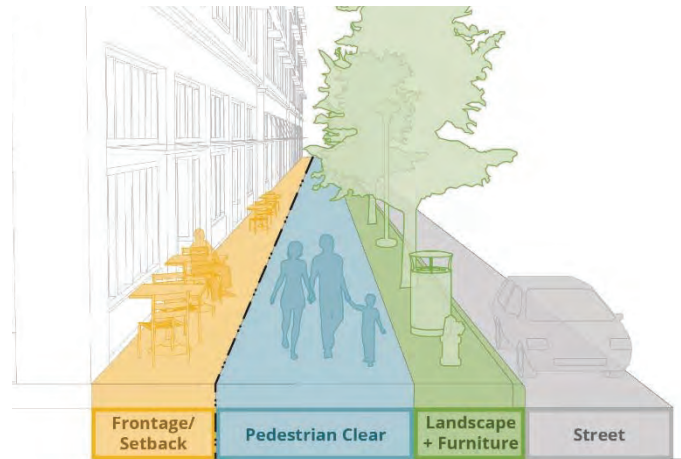 Frontage/
Setback
Pedestrian Clear
Landscape
+ Furniture
Street